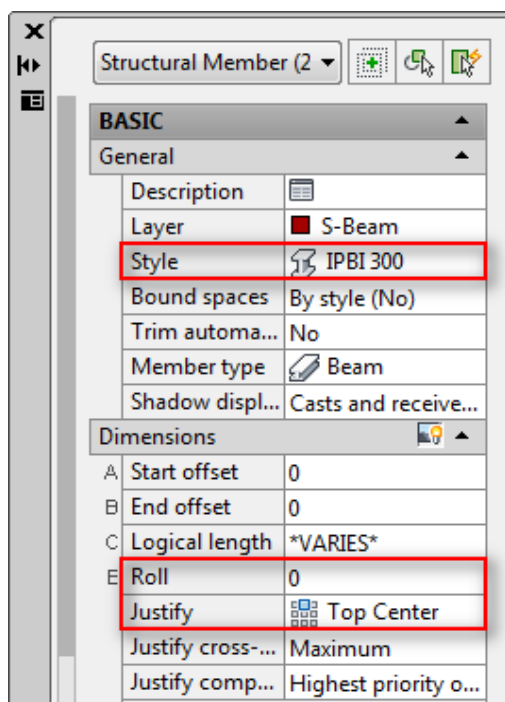 Structural Member (2
BASIC
General
Description
Layer S-Beam
Style IPBI 300
Bound spaces By style (No)
Trim automa... No
Member type Beam
Shadow displ... Casts and receive...
Dimensions
A Start offset 0
B End offset 0
C Logical length *VARIES*
E Roll 0
Justify Top Center
Justify cross-... Maximum
Justify comp... Highest priority o...